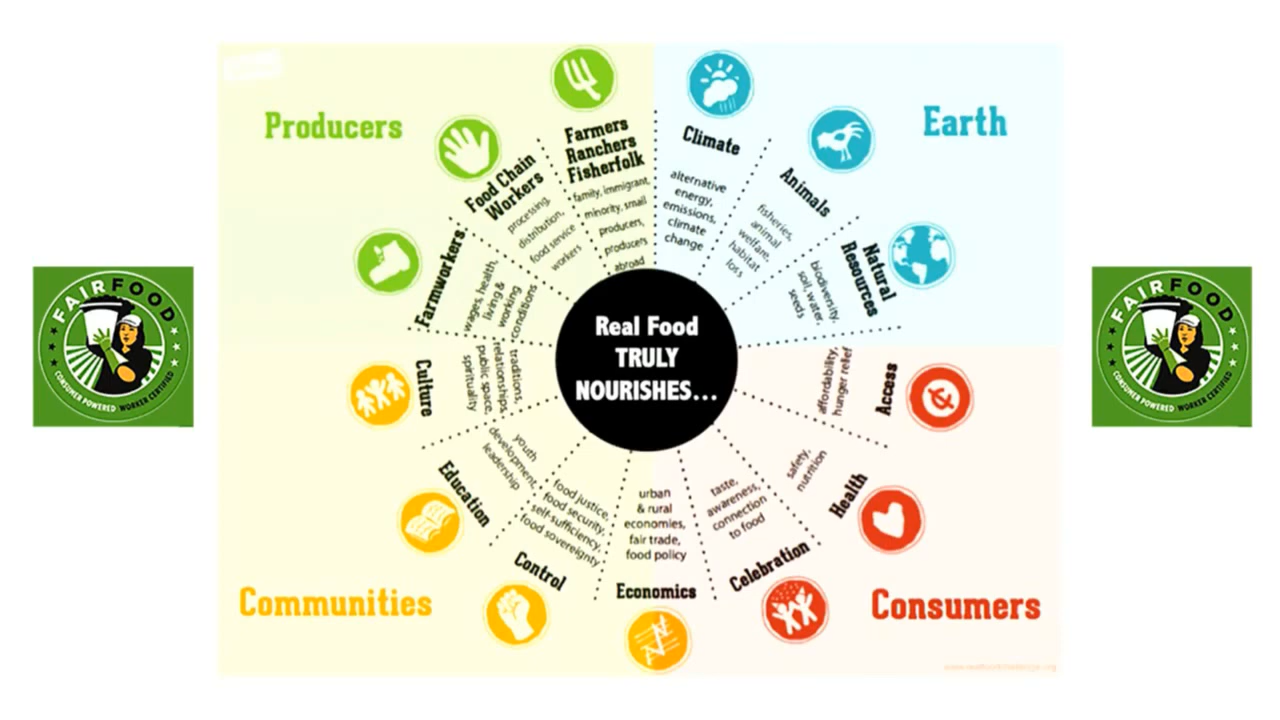 Producers
Farmers
Ranchers
Fisherfolk
family, immigrant,
minority, small
producers,
producers
abroad
Food Chain
Workers
processing,
distribution,
food service
workers
Farmworkers
wages, health,
living &
working
conditions
Earth
Climate
alternative
energy,
emissions,
climate
change
Animals
fisheries,
animal
welfare,
habitat
loss
Natural
Resources
biodiversity,
soil, water,
seeds
Real Food
TRULY
NOURISHES...
FAIR FOOD
CONSUMER POWERED WORKER CERTIFIED
FAIR FOOD
CONSUMER POWERED WORKER CERTIFIED
Culture
traditions,
relationships,
public space,
spirituality
Education
youth
development,
leadership
Control
food justice,
food security,
self-sufficiency,
food sovereignty
Economics
urban
& rural
economies,
fair trade,
food policy
Communities
Access
affordability,
hunger relief
Health
safety,
nutrition
Celebration
taste,
awareness,
connection
to food
Consumers
www.realfoodchallenge.org